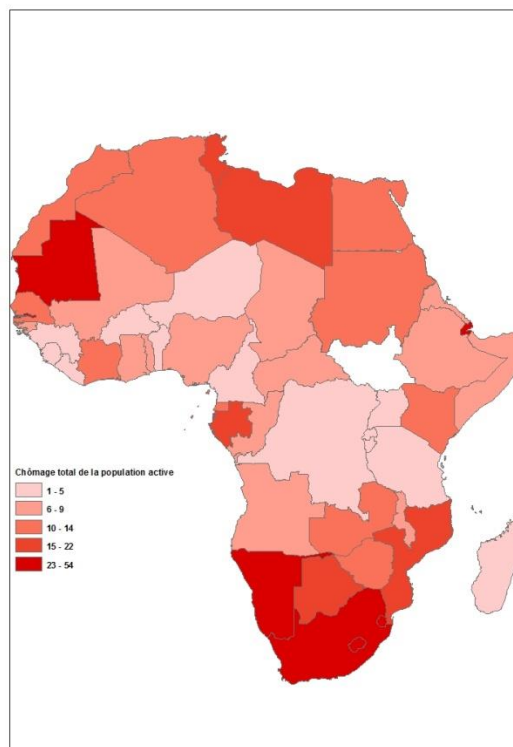 Chômage total de la population active
1 - 5
6 - 9
10 - 14
15 - 22
23 - 54